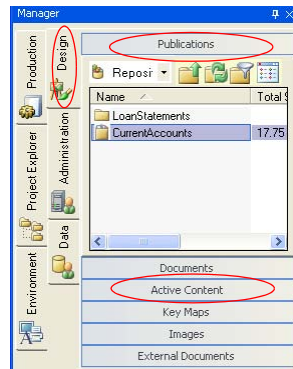 Manager
Production
Project Explorer
Environment
Design
Administration
Data
Publications
Reposir
Name
Total S
LoanStatements
CurrentAccounts
17.75
Documents
Active Content
Key Maps
Images
External Documents